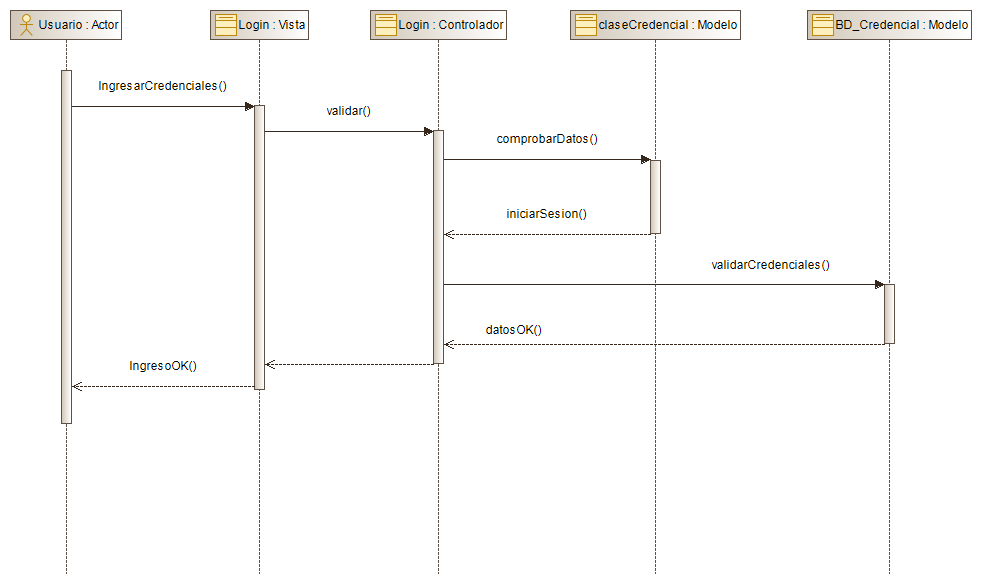 Usuario : Actor
Login : Vista
Login : Controlador
claseCredencial : Modelo
BD_Credencial : Modelo
IngresarCredenciales()
validar()
comprobarDatos()
iniciarSesion()
validarCredenciales()
datosOK()
IngresoOK()